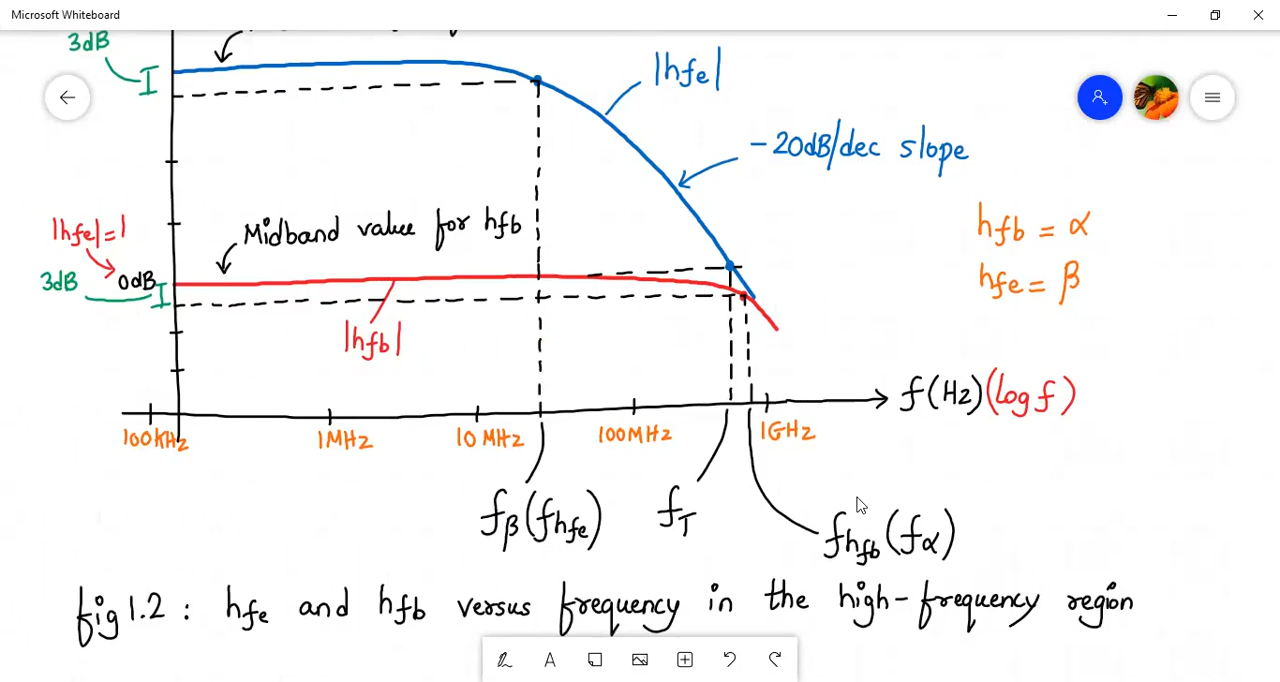 Microsoft Whiteboard
3dB
|hfe|
-20dB/dec slope
|hfe|=1
Midband value for hfb
hfb = α
hfe = β
3dB
0dB
|hfb|
f(Hz)(log f)
100KHz
1MHz
10MHz
100MHz
1GHz
fβ(fhfe)
fT
fhfb(fα)
fig 1.2 : hfe and hfb versus frequency in the high-frequency region
A